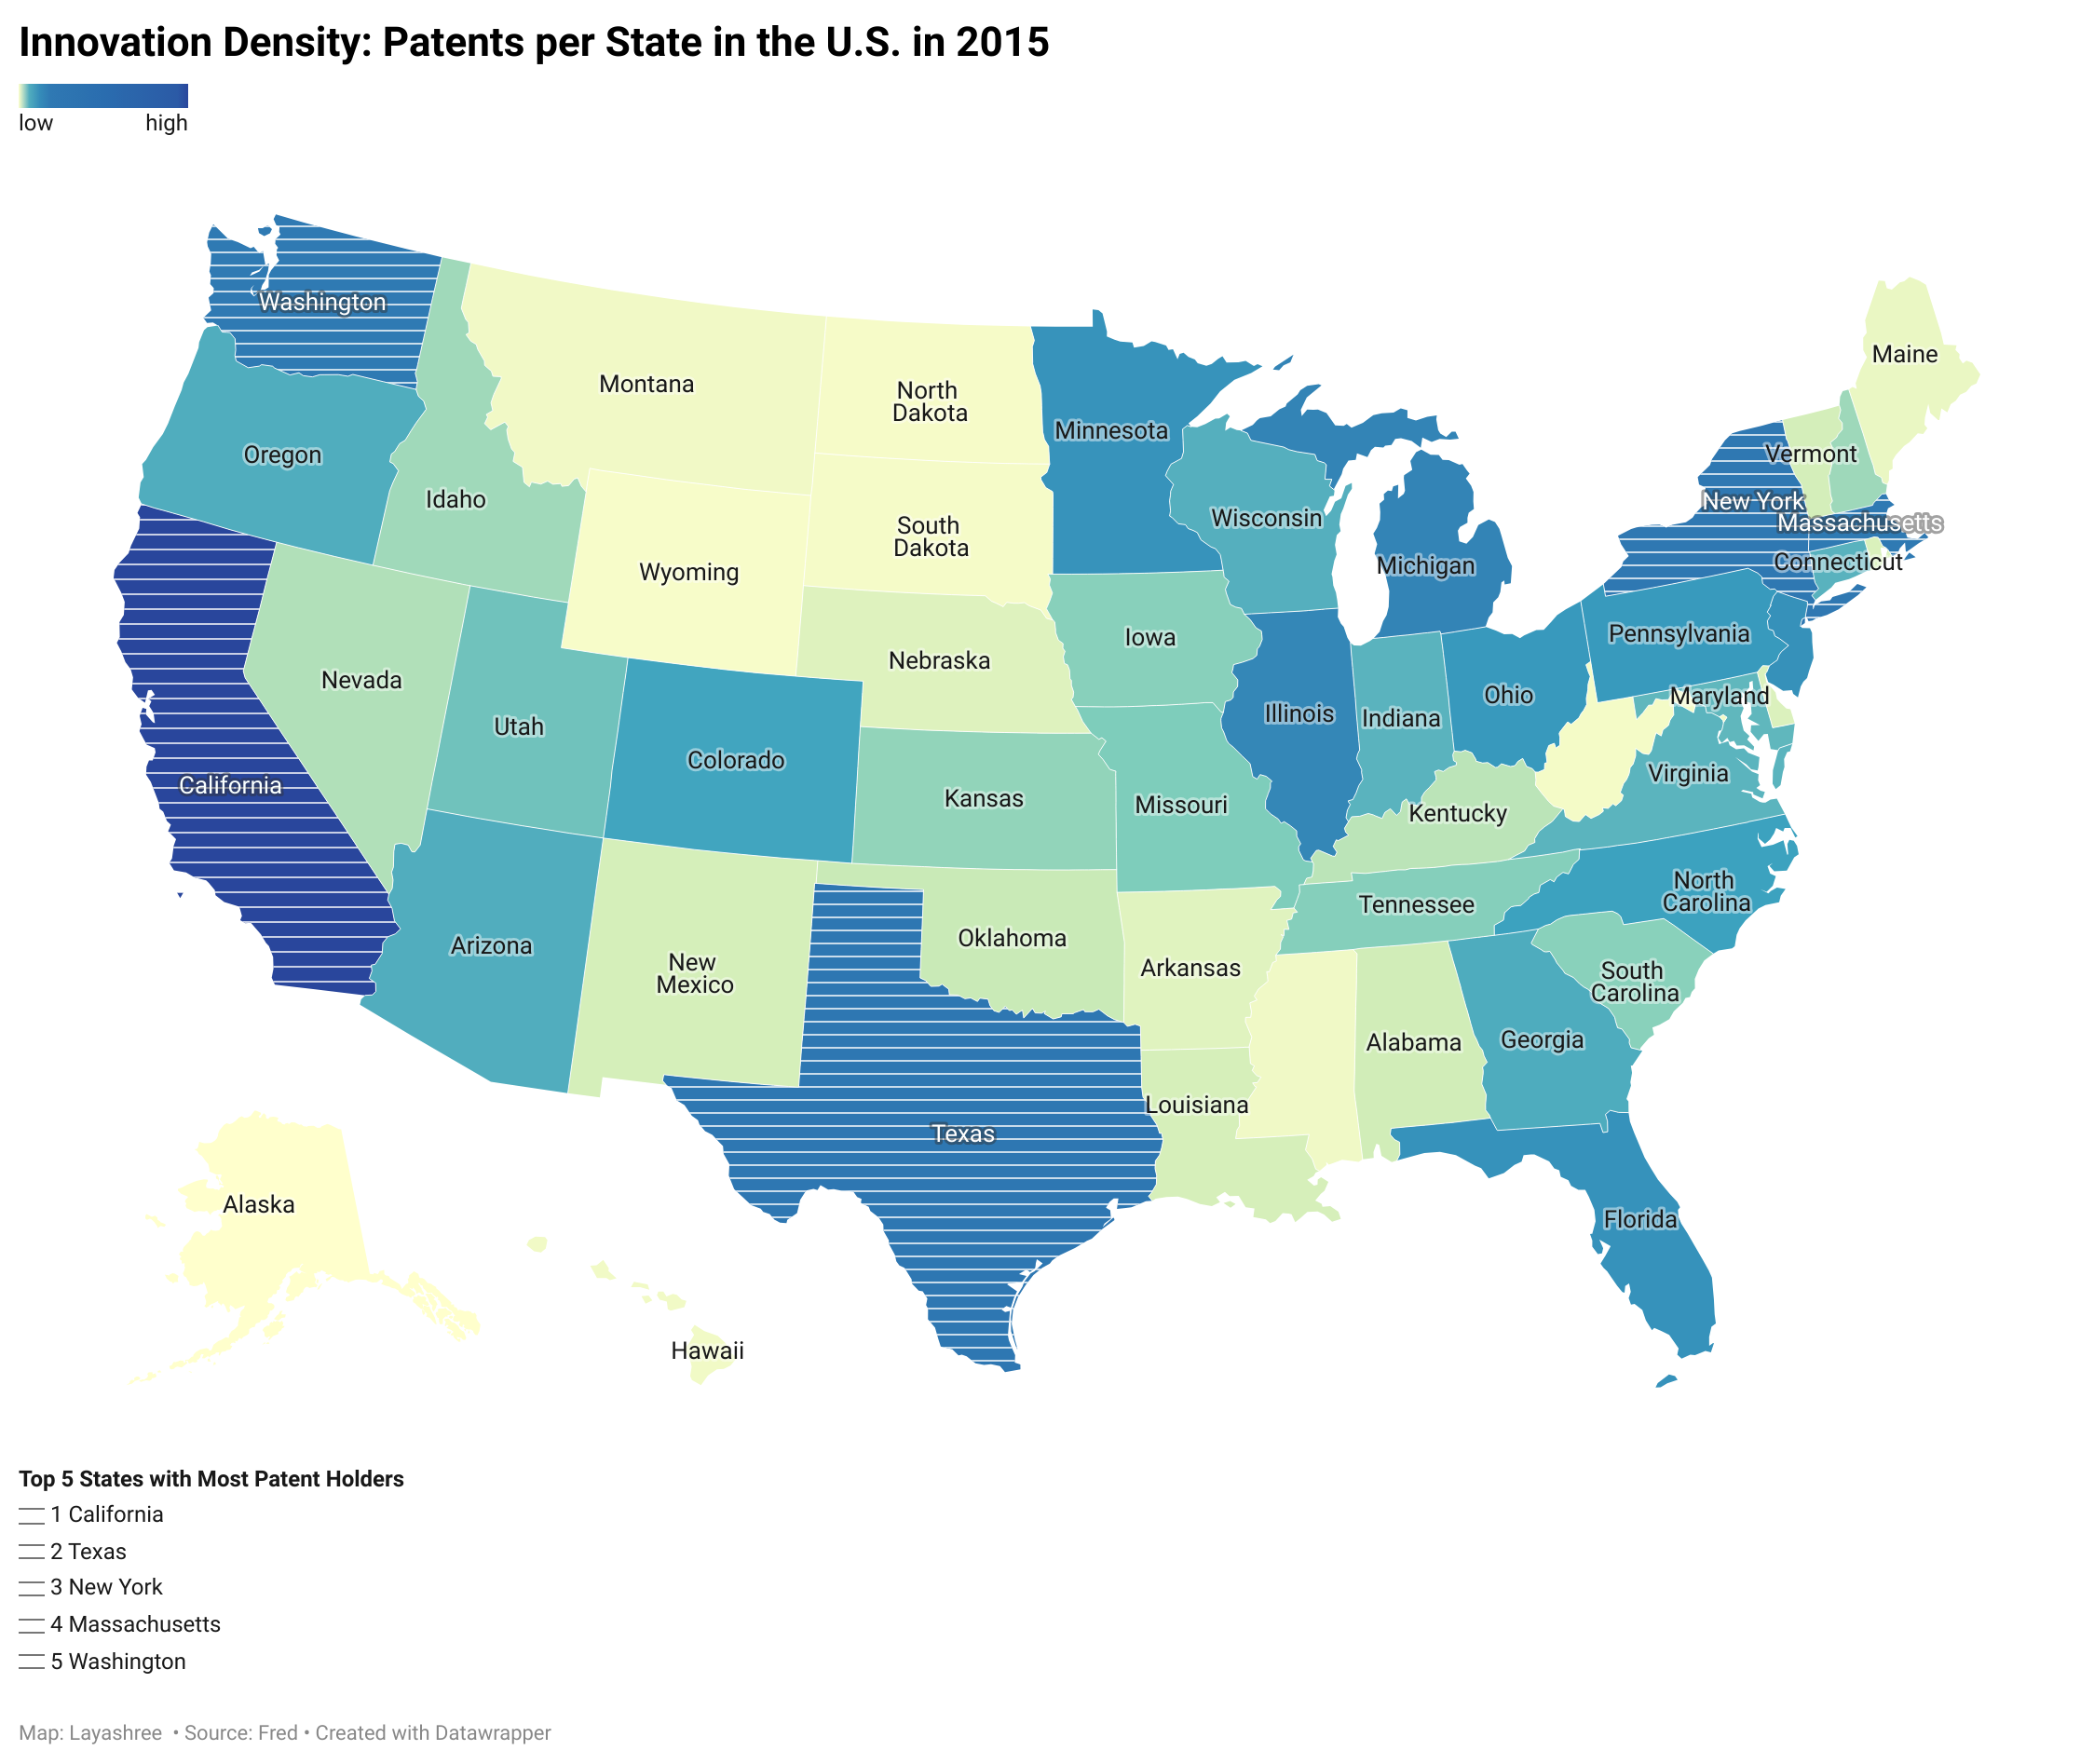 Innovation Density: Patents per State in the U.S. in 2015
low high
Washington
Montana
North
Dakota
Minnesota
Maine
Oregon
Idaho
Vermont
New York
Massachusetts
Wisconsin
South
Dakota
Connecticut
Michigan
Wyoming
Iowa
Pennsylvania
Nebraska
Nevada
Ohio
Maryland
Illinois
Indiana
Utah
Colorado
Virginia
California
Kansas
Missouri
Kentucky
North
Carolina
Tennessee
Oklahoma
Arizona
New
Mexico
Arkansas
South
Carolina
Alabama
Georgia
Louisiana
Texas
Alaska
Florida
Hawaii
Top 5 States with Most Patent Holders
1 California
2 Texas
3 New York
4 Massachusetts
5 Washington
Map: Layashree • Source: Fred • Created with Datawrapper